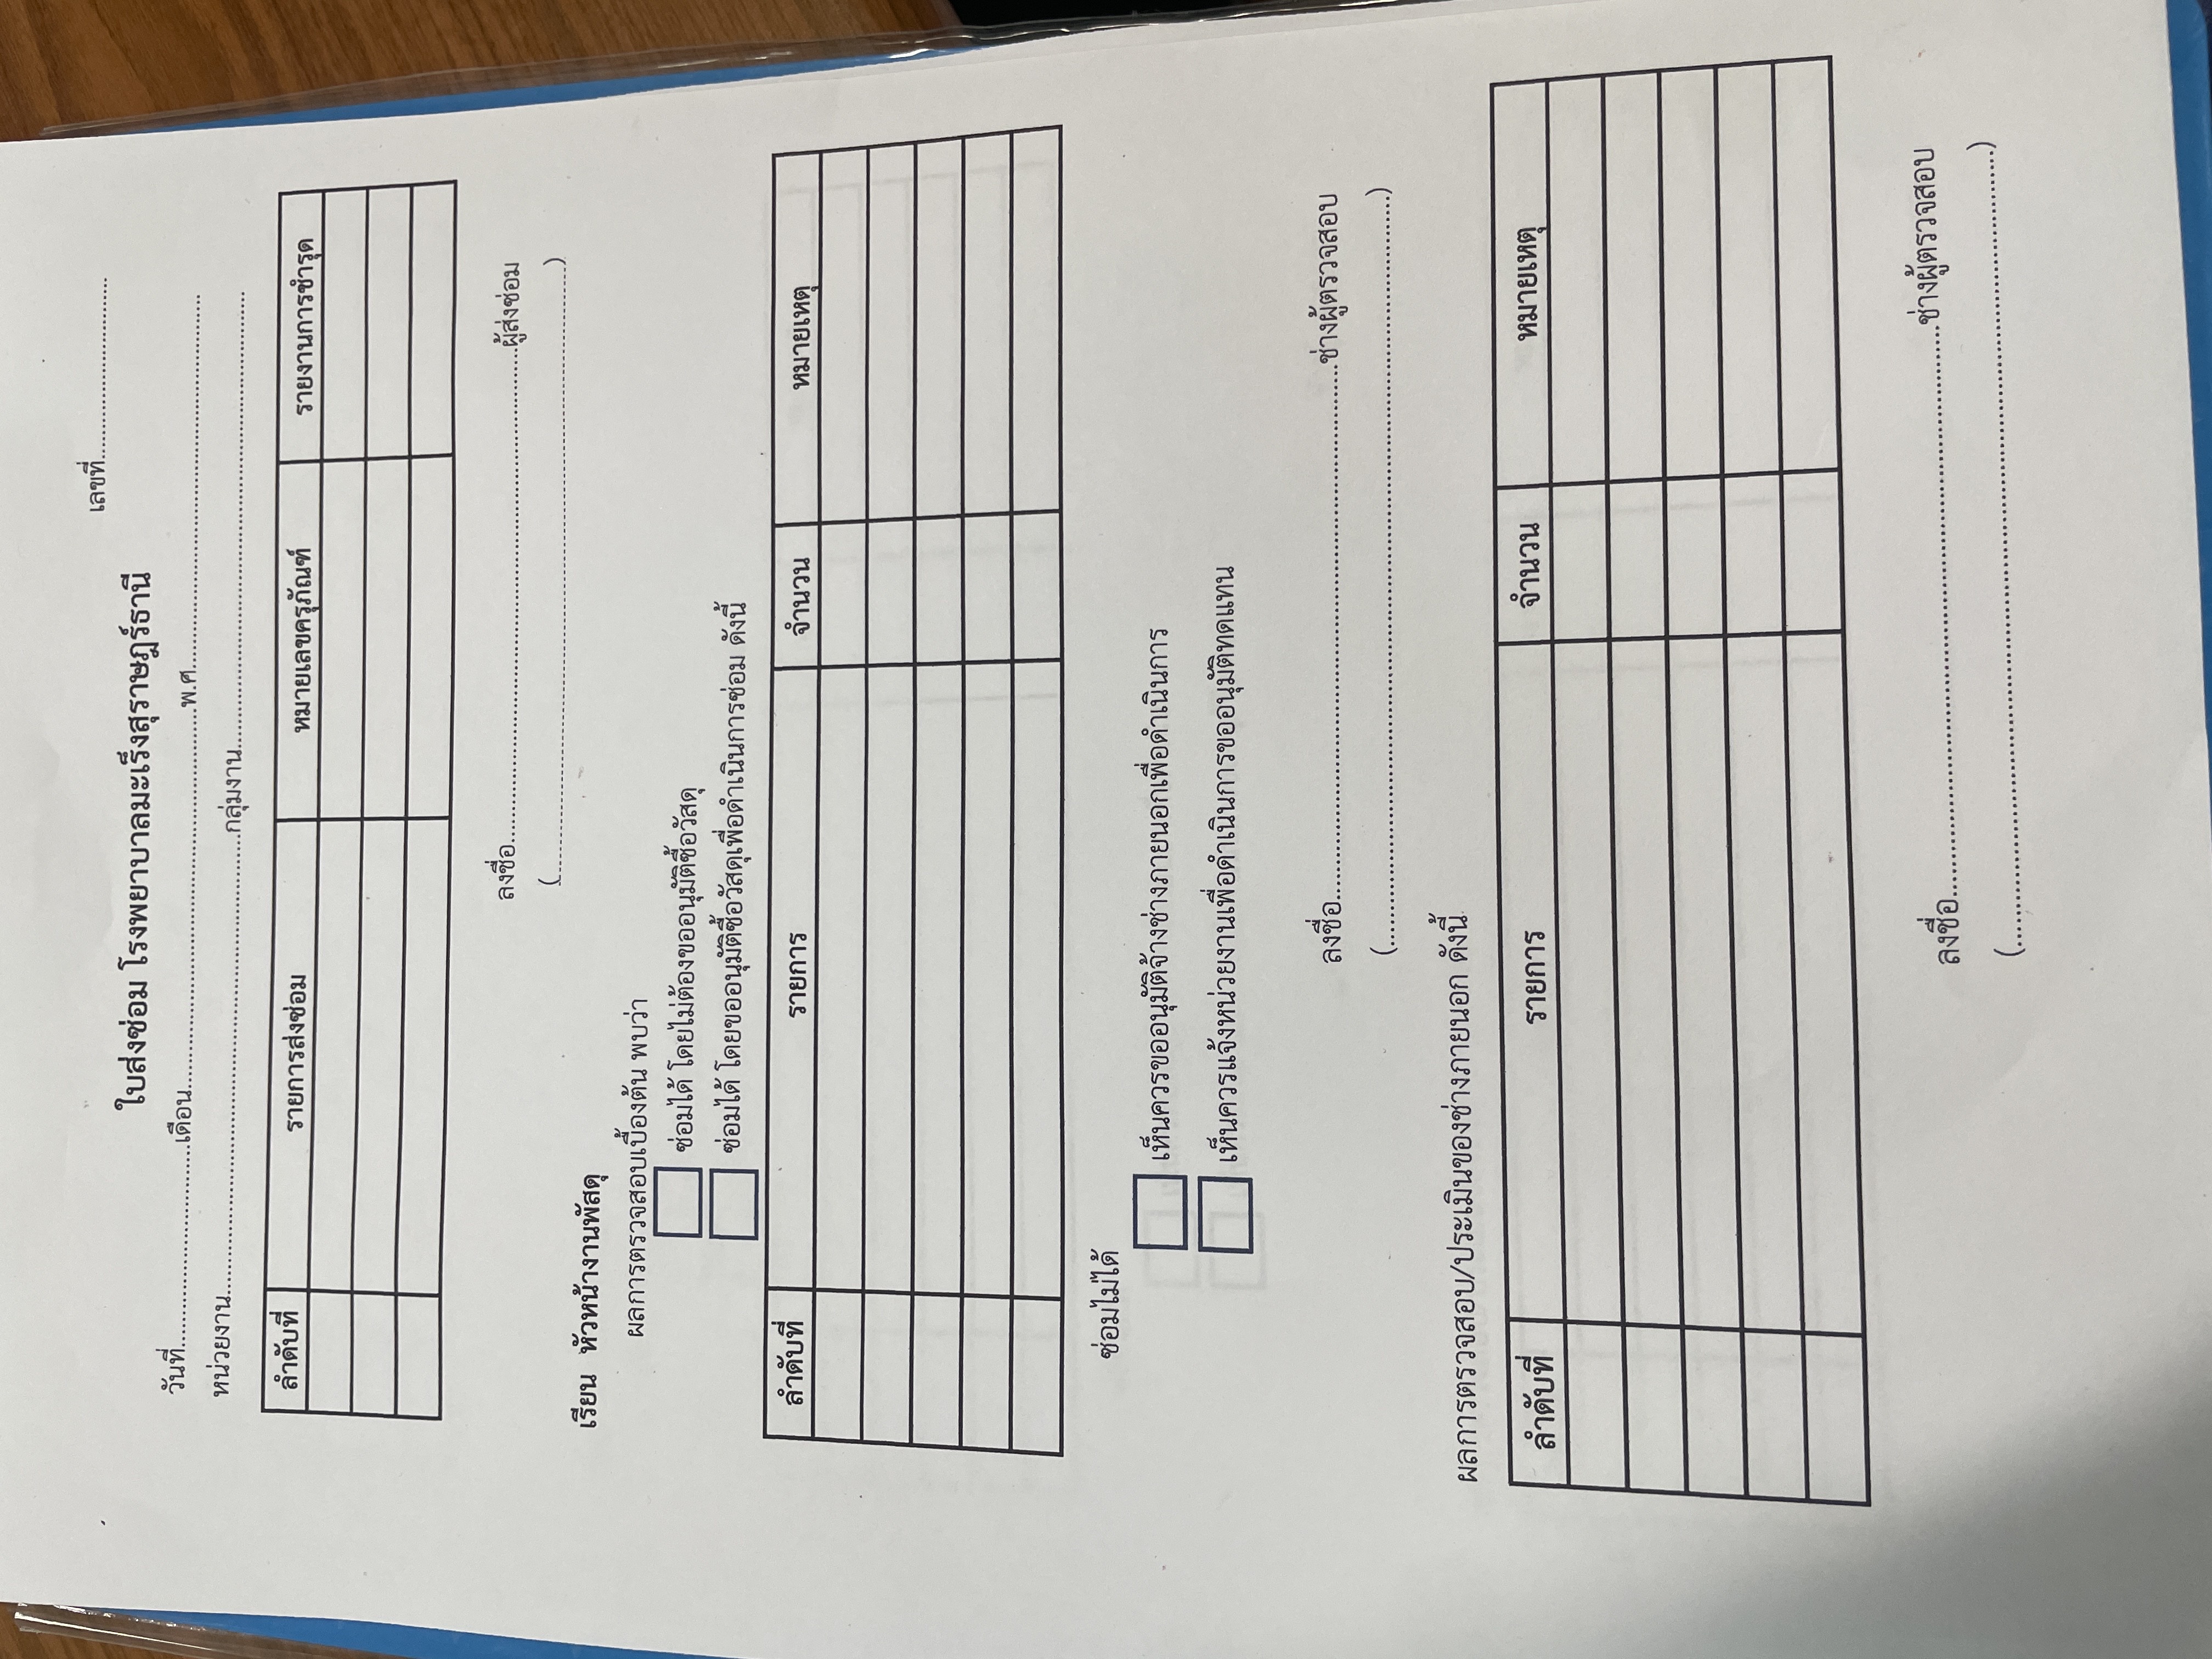 เลขที่..............................
ใบส่งซ่อม โรงพยาบาลมะเร็งสุราษฎร์ธานี
วันที่................................เดือน............................................................พ.ศ............................................................
หน่วยงาน..........................................................................กลุ่มงาน.........................................................................
ลำดับที่ รายการส่งซ่อม หมายเลขครุภัณฑ์ รายงานการชำรุด
ลงชื่อ..............................................................................ผู้ส่งซ่อม
(..................................................................................................)
เรียน หัวหน้างานพัสดุ
ผลการตรวจสอบเบื้องต้น พบว่า
ซ่อมได้ โดยไม่ต้องขออนุมัติซื้อวัสดุ
ซ่อมได้ โดยขออนุมัติซื้อวัสดุเพื่อดำเนินการซ่อม ดังนี้
ลำดับที่ รายการ จำนวน หมายเหตุ
ซ่อมไม่ได้
เห็นควรขออนุมัติจ้างช่างภายนอกเพื่อดำเนินการ
เห็นควรแจ้งหน่วยงานเพื่อดำเนินการขออนุมัติทดแทน
ลงชื่อ..............................................................................ช่างผู้ตรวจสอบ
(..............................................................................................................)
ผลการตรวจสอบ/ประเมินของช่างภายนอก ดังนี้
ลำดับที่ รายการ จำนวน หมายเหตุ
ลงชื่อ..............................................................................ช่างผู้ตรวจสอบ
(..............................................................................................................)